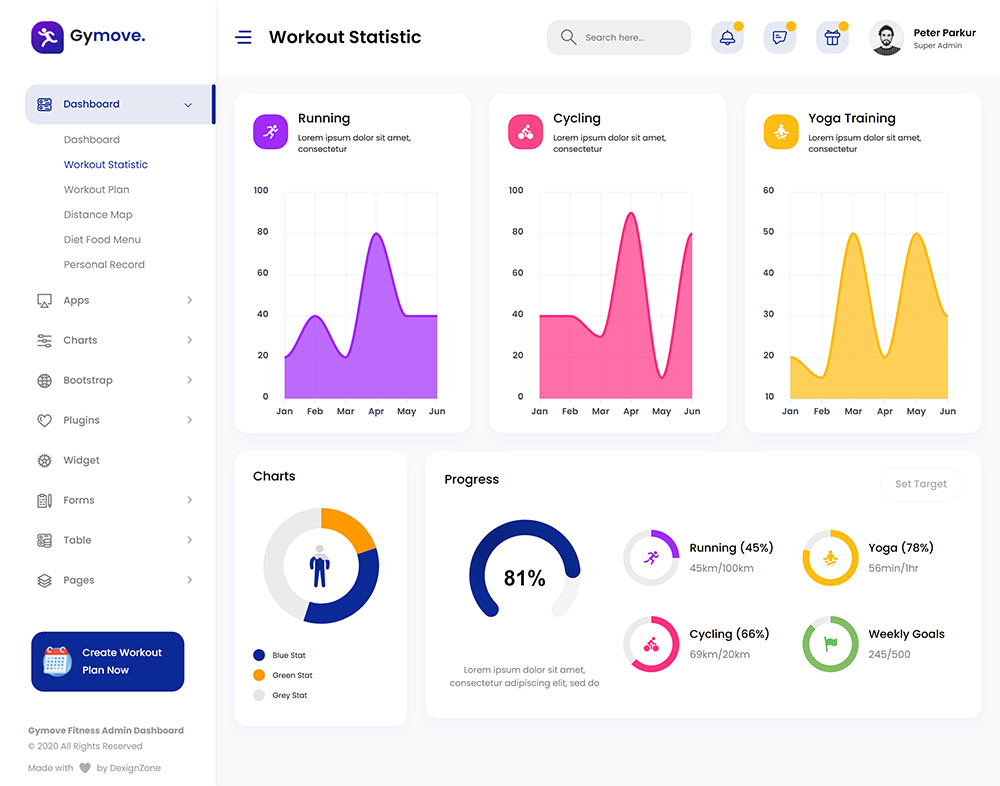 Gymove.
Workout Statistic
Search here...
Peter Parkur
Super Admin
Dashboard
Dashboard
Workout Statistic
Workout Plan
Distance Map
Diet Food Menu
Personal Record
Apps
Charts
Bootstrap
Plugins
Widget
Forms
Table
Pages
Create Workout
Plan Now
Gymove Fitness Admin Dashboard
© 2020 All Rights Reserved
Made with by DexignZone
Running
Lorem ipsum dolor sit amet,
consectetur
100
80
60
40
20
0
Jan Feb Mar Apr May Jun
Cycling
Lorem ipsum dolor sit amet,
consectetur
100
80
60
40
20
0
Jan Feb Mar Apr May Jun
Yoga Training
Lorem ipsum dolor sit amet,
consectetur
60
50
40
30
20
10
Jan Feb Mar Apr May Jun
Charts
Blue Stat
Green Stat
Grey Stat
Progress
Set Target
81%
Lorem ipsum dolor sit amet,
consectetur adipiscing elit, sed do
Running (45%)
45km/100km
Yoga (78%)
56min/1hr
Cycling (66%)
69km/20km
Weekly Goals
245/500